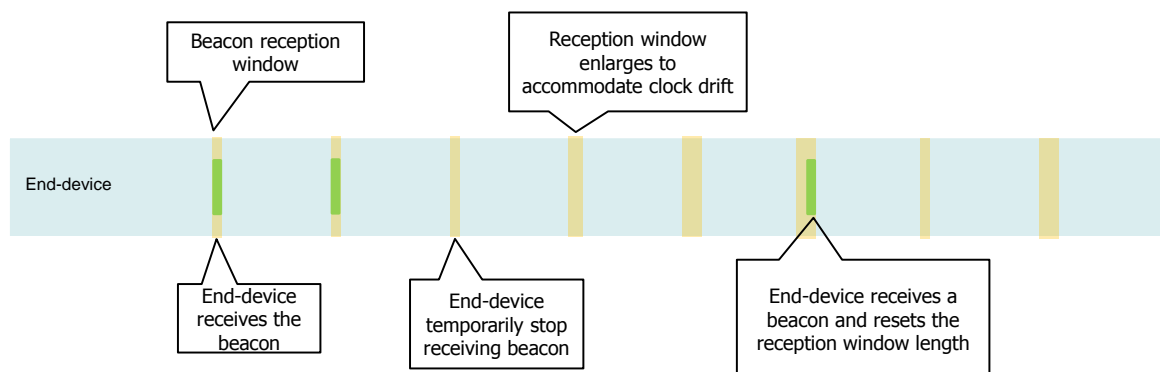 Beacon reception
window
Reception window
enlarges to
accommodate clock drift
End-device
End-device
receives the
beacon
End-device
temporarily stop
receiving beacon
End-device receives a
beacon and resets the
reception window length